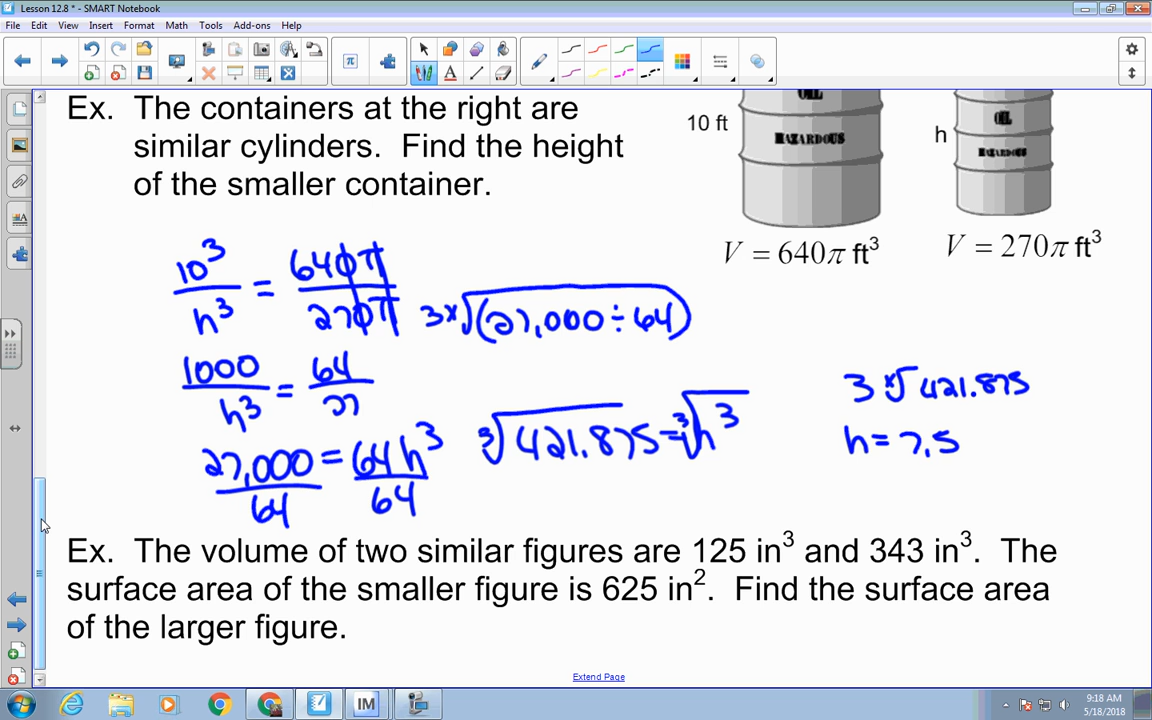 Lesson 12.8 * - SMART Notebook
File Edit View Insert Format Math Tools Add-ons Help
Ex. The containers at the right are
similar cylinders. Find the height
of the smaller container.
10 ft
OIL
HAZARDOUS
h
OIL
HAZARDOUS
V = 640π ft³
V = 270π ft³
10³/h³ = 640π/270π
3ˣ√(27,000÷64)
1000/h³ = 64/27
27,000/64 = 64h³/64
³√421.875 = ³√h³
3 ˣ√421.875
h = 7.5
Ex. The volume of two similar figures are 125 in³ and 343 in³. The
surface area of the smaller figure is 625 in². Find the surface area
of the larger figure.
Extend Page
IM
9:18 AM
5/18/2018